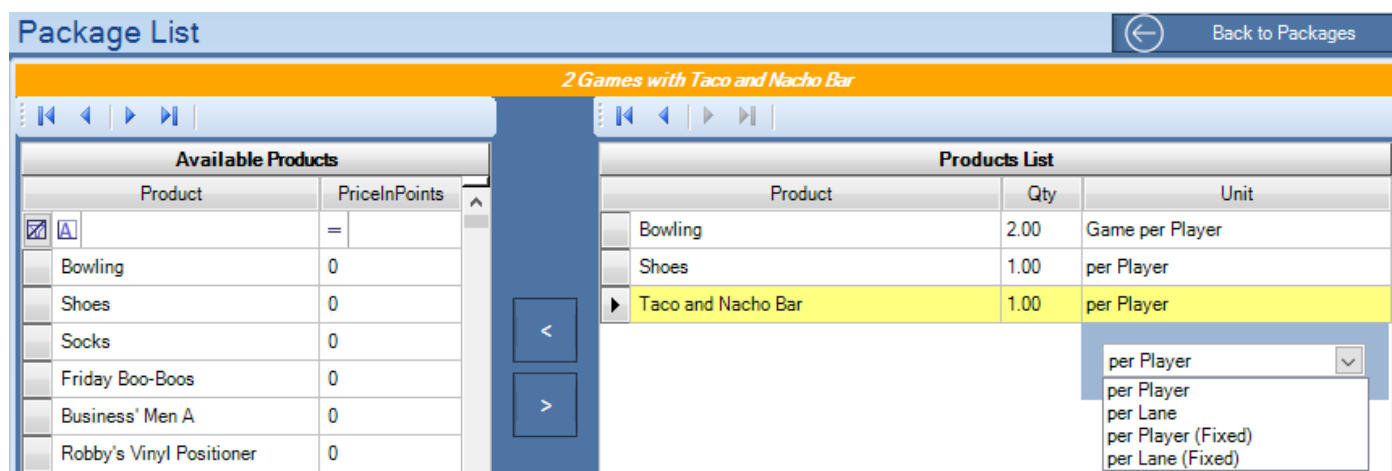 Package List
Back to Packages
2 Games with Taco and Nacho Bar
Available Products
Product PriceInPoints
A =
Bowling 0
Shoes 0
Socks 0
Friday Boo-Boos 0
Business' Men A 0
Robby's Vinyl Positioner 0
<
>
Products List
Product Qty Unit
Bowling 2.00 Game per Player
Shoes 1.00 per Player
Taco and Nacho Bar 1.00 per Player
per Player
per Player
per Lane
per Player (Fixed)
per Lane (Fixed)